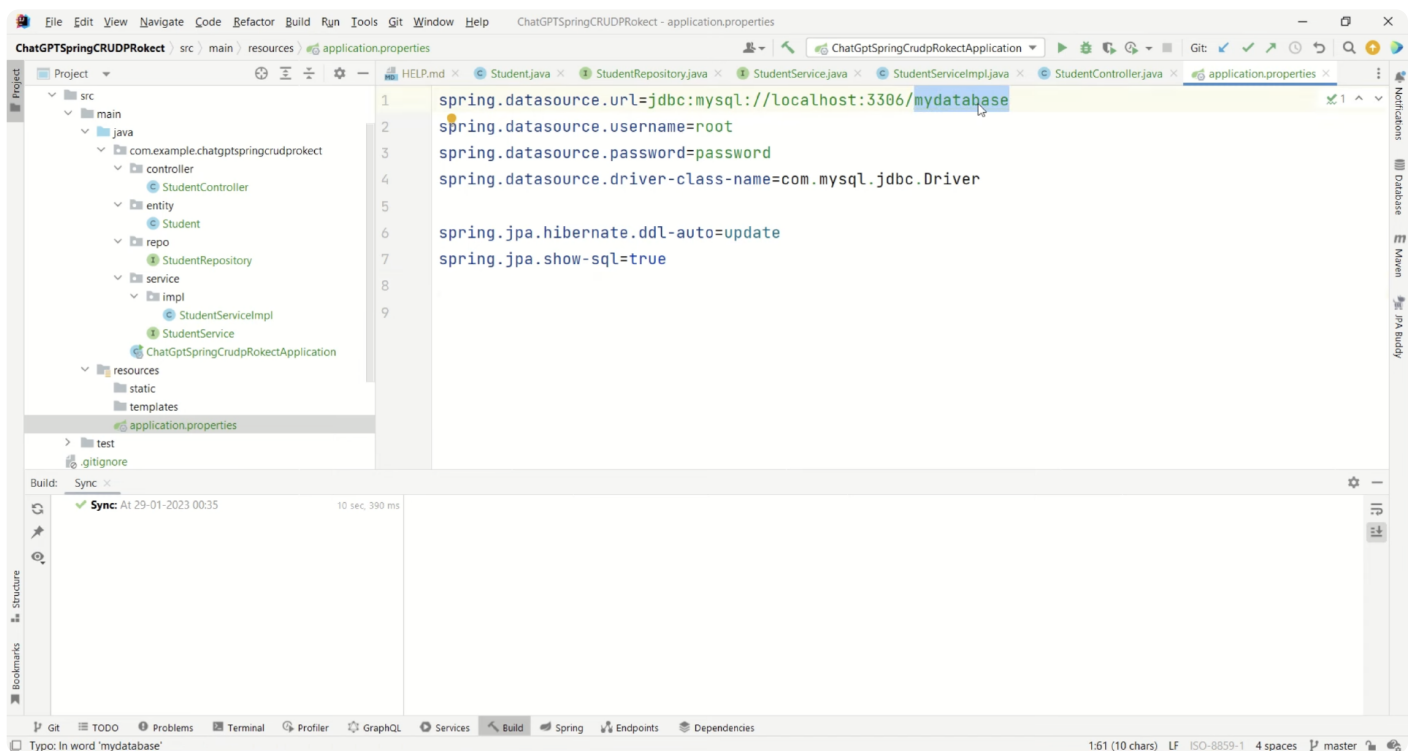 File Edit View Navigate Code Refactor Build Run Tools Git Window Help ChatGPTSpringCRUDPRokect - application.properties
ChatGPTSpringCRUDPRokect src main resources application.properties ChatGptSpringCrudpRokectApplication Git:
Project HELP.md Student.java StudentRepository.java StudentService.java StudentServiceImpl.java StudentController.java application.properties
Project
src
main
java
com.example.chatgptspringcrudprokect
controller
StudentController
entity
Student
repo
StudentRepository
service
impl
StudentServiceImpl
StudentService
ChatGptSpringCrudpRokectApplication
resources
static
templates
application.properties
test
.gitignore
1 spring.datasource.url=jdbc:mysql://localhost:3306/mydatabase 1
2 spring.datasource.username=root
3 spring.datasource.password=password
4 spring.datasource.driver-class-name=com.mysql.jdbc.Driver
5
6 spring.jpa.hibernate.ddl-auto=update
7 spring.jpa.show-sql=true
8
9
Notifications
Database
Maven
JPA Buddy
Build: Sync
Sync: At 29-01-2023 00:35 10 sec, 390 ms
Structure
Bookmarks
Git TODO Problems Terminal Profiler GraphQL Services Build Spring Endpoints Dependencies
Typo: In word 'mydatabase' 1:61 (10 chars) LF ISO-8859-1 4 spaces master